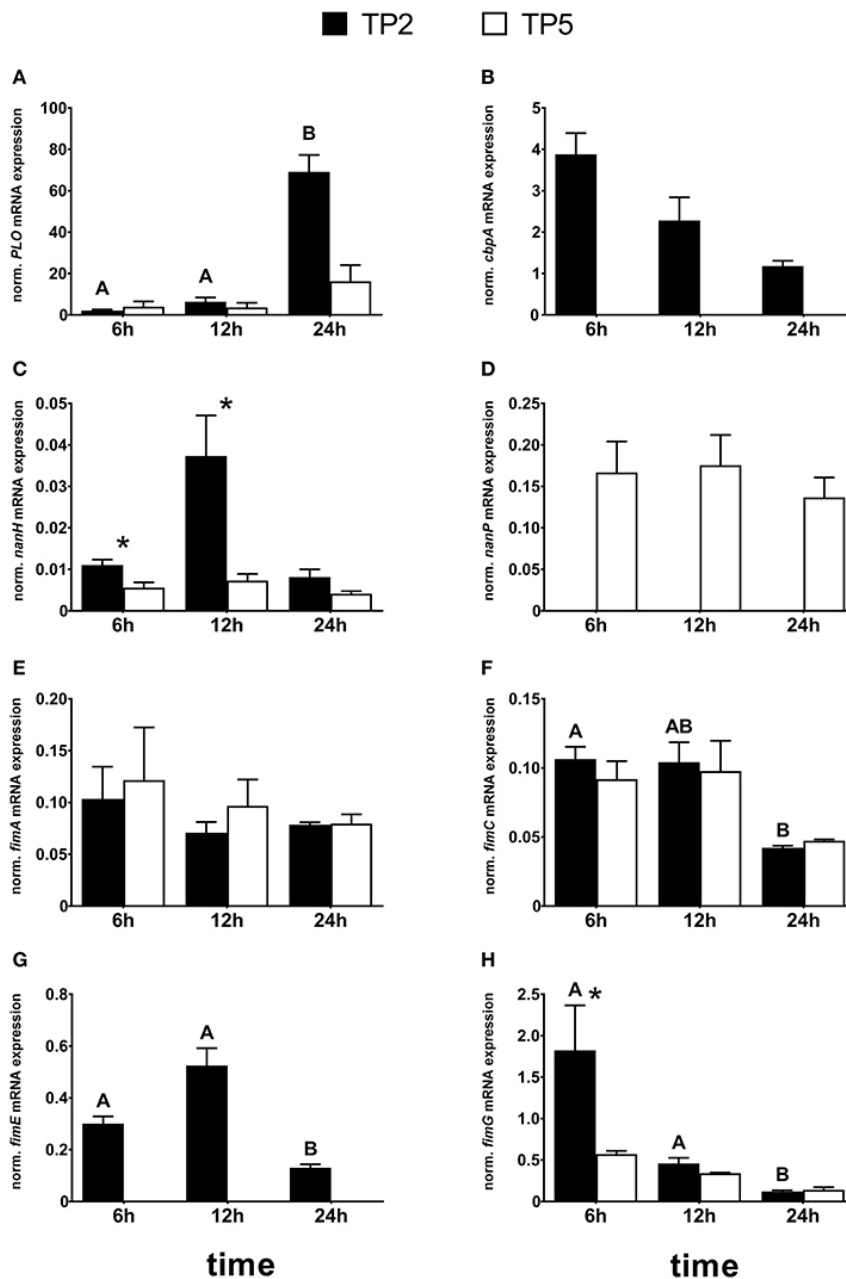 TP2 TP5
A
norm. PLO mRNA expression
100
80
60
40
20
0
A
A
B
6h 12h 24h
B
norm. cbpA mRNA expression
5
4
3
2
1
0
6h 12h 24h
C
norm. nanH mRNA expression
0.05
0.04
0.03
0.02
0.01
0
*
*
6h 12h 24h
D
norm. nanP mRNA expression
0.25
0.20
0.15
0.10
0.05
0.00
6h 12h 24h
E
norm. fimA mRNA expression
0.20
0.15
0.10
0.05
0
6h 12h 24h
F
norm. fimC mRNA expression
0.15
0.10
0.05
0
A
AB
B
6h 12h 24h
G
norm. fimE mRNA expression
0.8
0.6
0.4
0.2
0
A
A
B
6h 12h 24h
time
H
norm. fimG mRNA expression
2.5
2.0
1.5
1.0
0.5
0.0
A *
A
B
6h 12h 24h
time